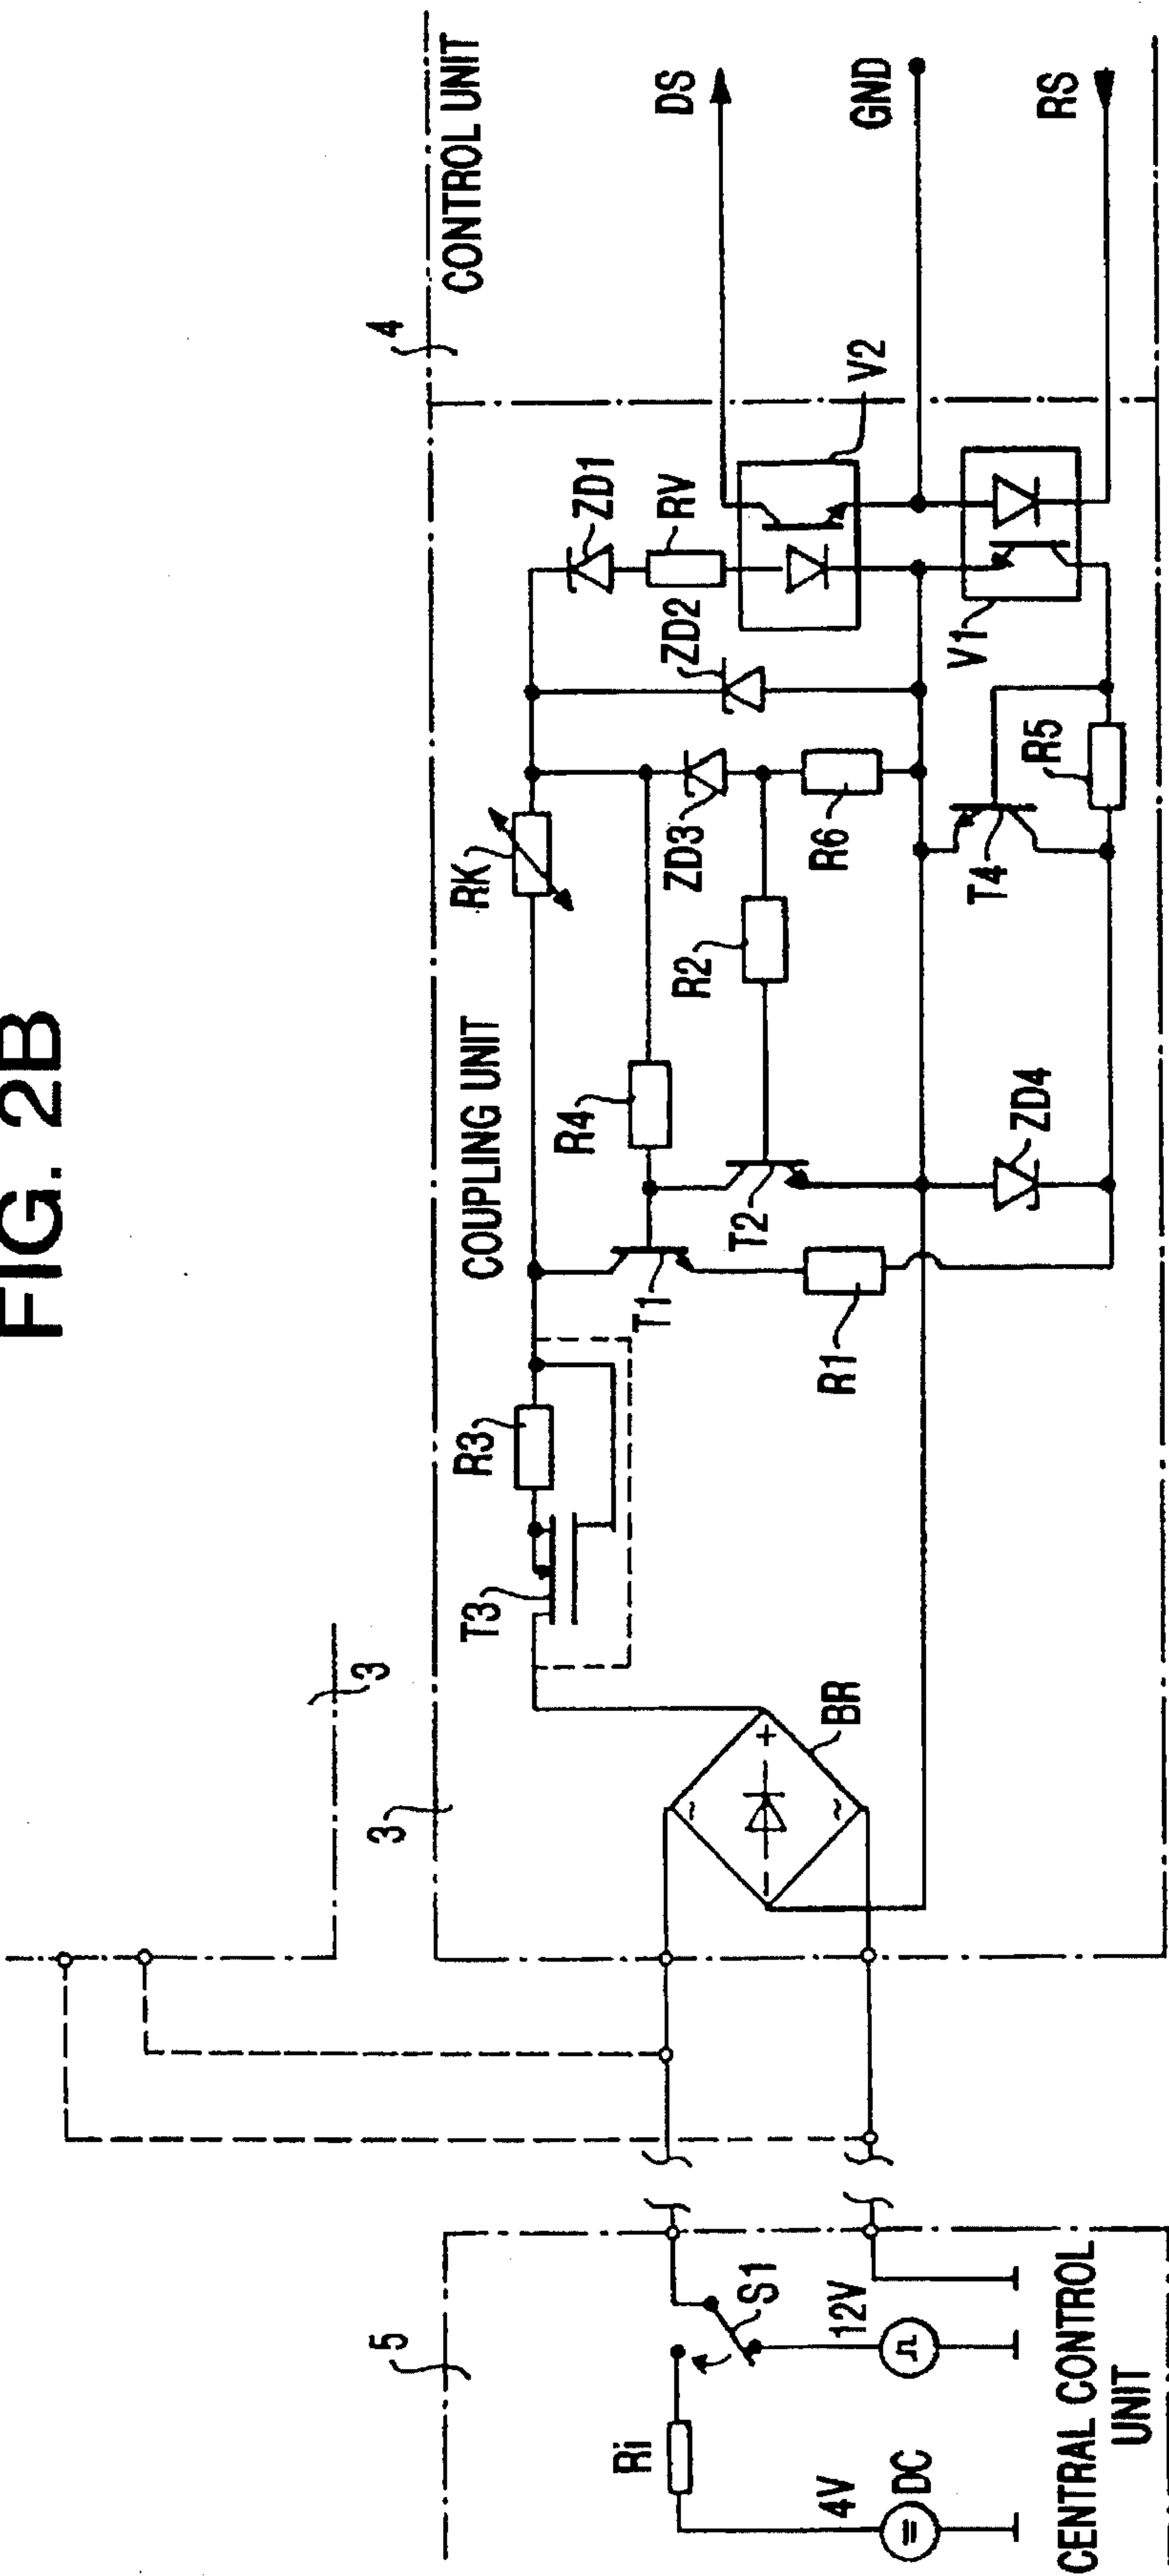 FIG. 2B
3
3
4
5
COUPLING UNIT
CONTROL UNIT
T3
R3
RK
R4
ZD1
ZD2
ZD3
RV
DS
T1
T2
R2
R6
V2
GND
BR
R1
ZD4
T4
R5
V1
RS
+
~
~
Ri
S1
4V
12V
=
DC
CENTRAL CONTROL
UNIT